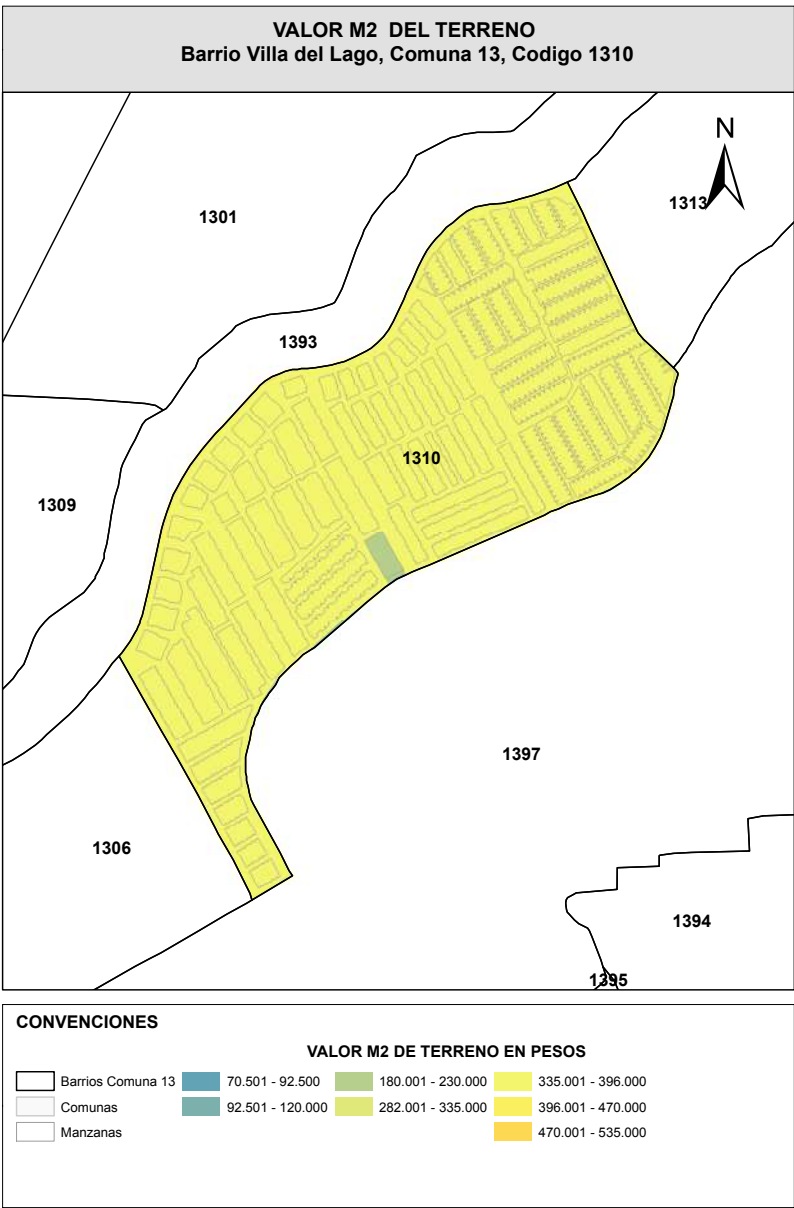 VALOR M2 DEL TERRENO
Barrio Villa del Lago, Comuna 13, Codigo 1310
N
1313
1301
1393
1310
1309
1397
1306
1394
1395
CONVENCIONES
VALOR M2 DE TERRENO EN PESOS
Barrios Comuna 13 70.501 - 92.500 180.001 - 230.000 335.001 - 396.000
Comunas 92.501 - 120.000 282.001 - 335.000 396.001 - 470.000
Manzanas 470.001 - 535.000